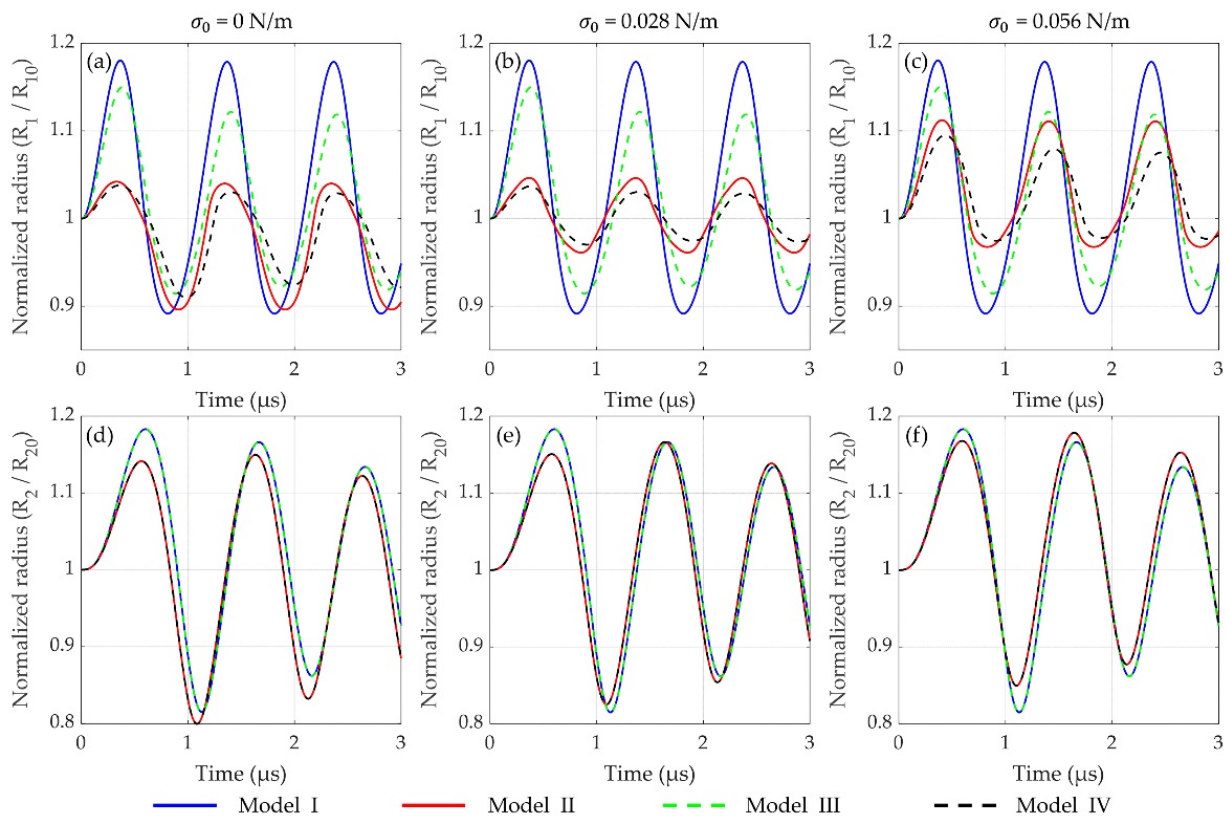 σ₀ = 0 N/m
σ₀ = 0.028 N/m
σ₀ = 0.056 N/m
(a)
Normalized radius (R₁ / R₁₀)
1.2
1.1
1
0.9
0 1 2 3
Time (μs)
(b)
Normalized radius (R₁ / R₁₀)
1.2
1.1
1
0.9
0 1 2 3
Time (μs)
(c)
Normalized radius (R₁ / R₁₀)
1.2
1.1
1
0.9
0 1 2 3
Time (μs)
(d)
Normalized radius (R₂ / R₂₀)
1.2
1.1
1
0.9
0.8
0 1 2 3
Time (μs)
(e)
Normalized radius (R₂ / R₂₀)
1.2
1.1
1
0.9
0.8
0 1 2 3
Time (μs)
(f)
Normalized radius (R₂ / R₂₀)
1.2
1.1
1
0.9
0.8
0 1 2 3
Time (μs)
Model I Model II Model III Model IV